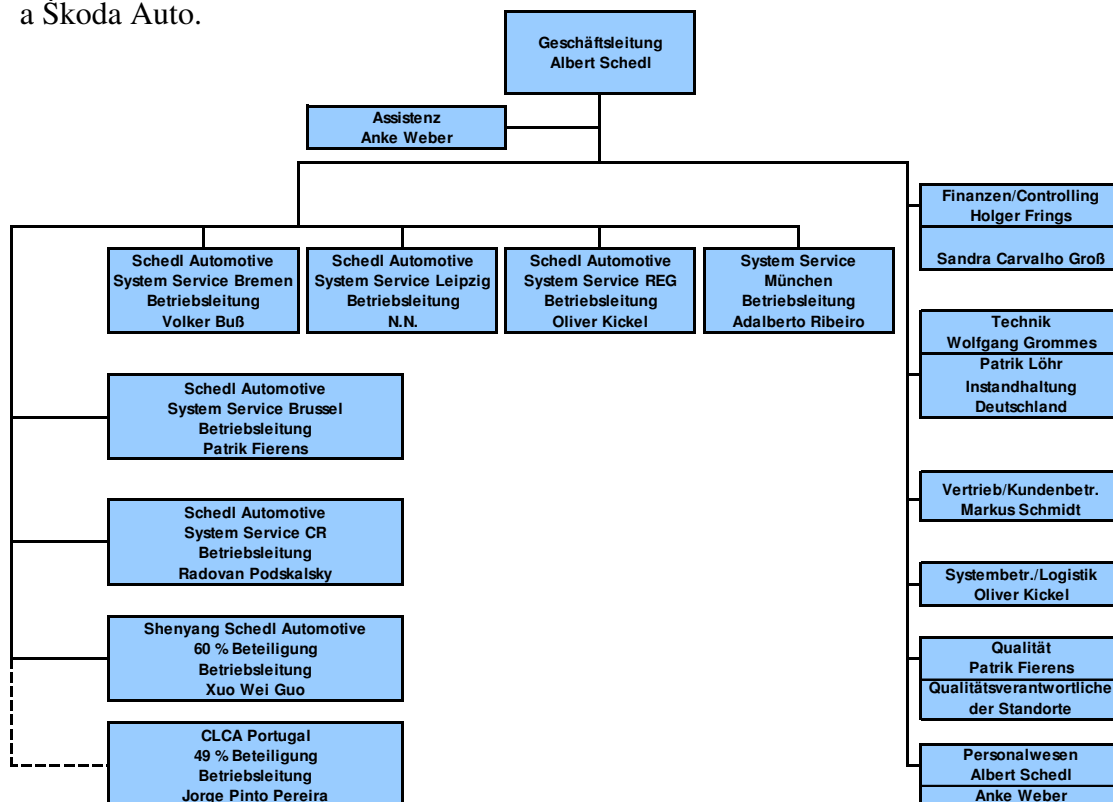 a Škoda Auto.
Geschäftsleitung
Albert Schedl
Assistenz
Anke Weber
Finanzen/Controlling
Holger Frings
Sandra Carvalho Groß
Schedl Automotive
System Service Bremen
Betriebsleitung
Volker Buß
Schedl Automotive
System Service Leipzig
Betriebsleitung
N.N.
Schedl Automotive
System Service REG
Betriebsleitung
Oliver Kickel
System Service
München
Betriebsleitung
Adalberto Ribeiro
Technik
Wolfgang Grommes
Patrik Löhr
Instandhaltung
Deutschland
Schedl Automotive
System Service Brussel
Betriebsleitung
Patrik Fierens
Vertrieb/Kundenbetr.
Markus Schmidt
Schedl Automotive
System Service CR
Betriebsleitung
Radovan Podskalsky
Systembetr./Logistik
Oliver Kickel
Shenyang Schedl Automotive
60 % Beteiligung
Betriebsleitung
Xuo Wei Guo
Qualität
Patrik Fierens
Qualitätsverantwortliche
der Standorte
CLCA Portugal
49 % Beteiligung
Betriebsleitung
Jorge Pinto Pereira
Personalwesen
Albert Schedl
Anke Weber